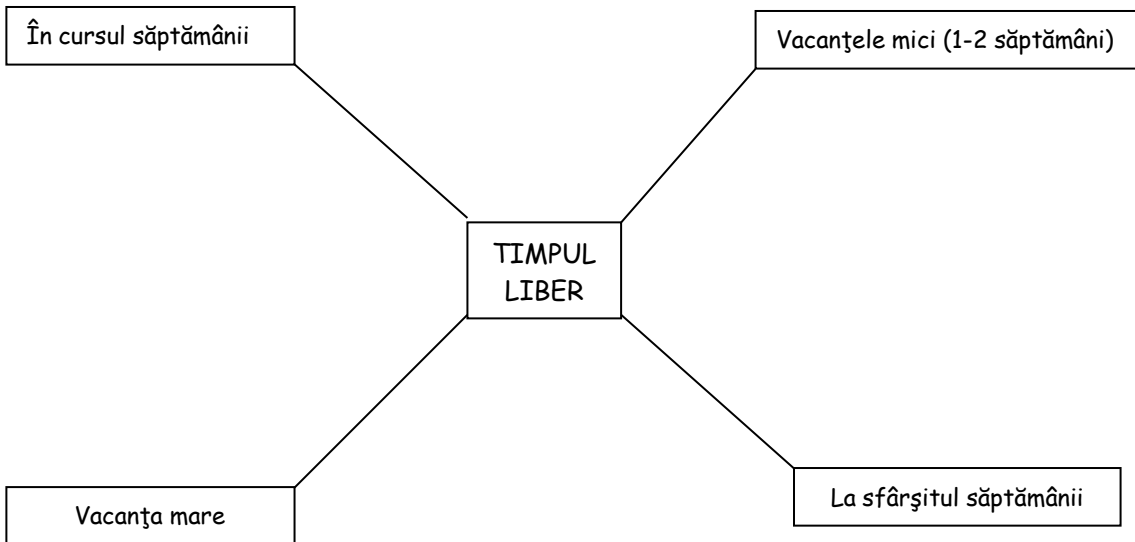 În cursul săptămânii
Vacanţele mici (1-2 săptămâni)
TIMPUL
LIBER
Vacanţa mare
La sfârşitul săptămânii